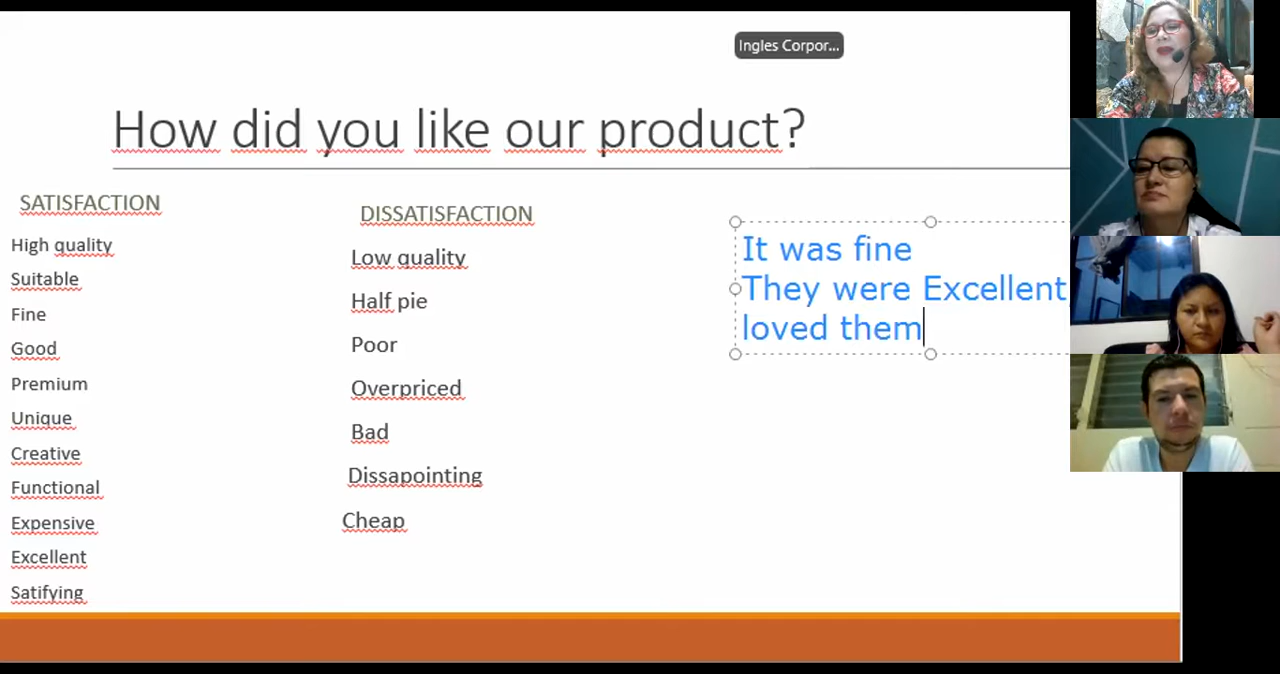 Ingles Corpor...
How did you like our product?
SATISFACTION
High quality
Suitable
Fine
Good
Premium
Unique
Creative
Functional
Expensive
Excellent
Satifying
DISSATISFACTION
Low quality
Half pie
Poor
Overpriced
Bad
Dissapointing
Cheap
It was fine
They were Excellent
loved them